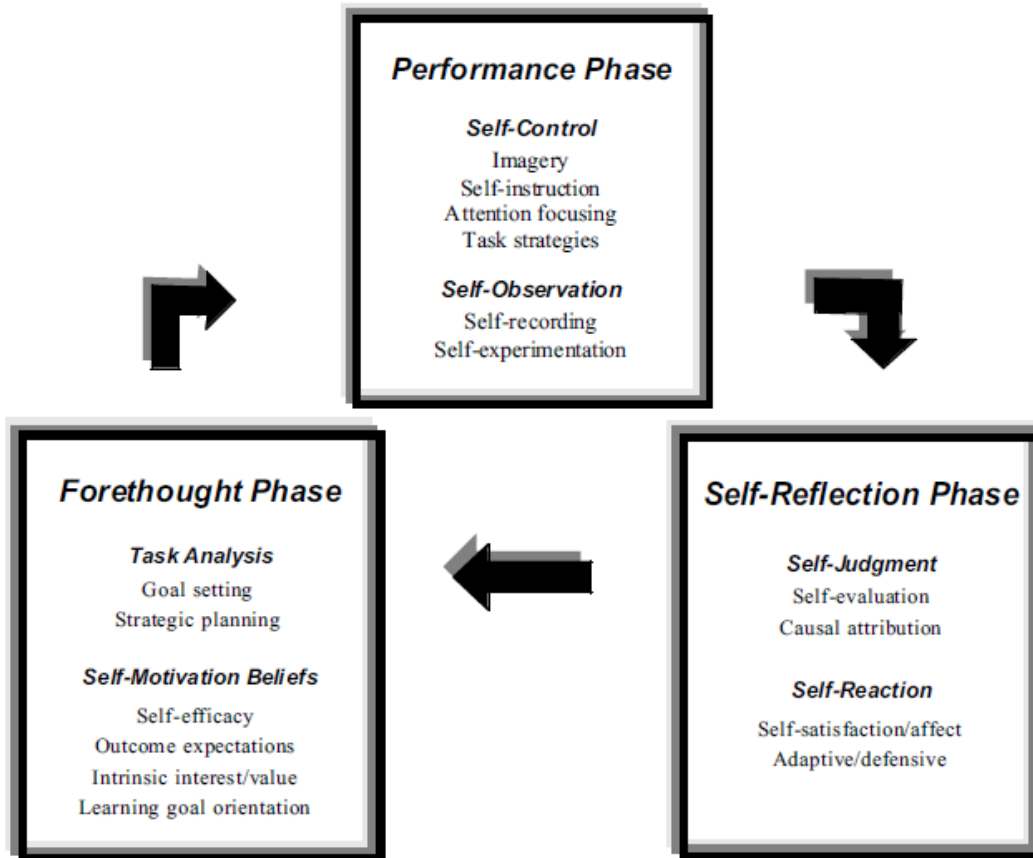 Performance Phase
Self-Control
Imagery
Self-instruction
Attention focusing
Task strategies
Self-Observation
Self-recording
Self-experimentation
Forethought Phase
Task Analysis
Goal setting
Strategic planning
Self-Motivation Beliefs
Self-efficacy
Outcome expectations
Intrinsic interest/value
Learning goal orientation
Self-Reflection Phase
Self-Judgment
Self-evaluation
Causal attribution
Self-Reaction
Self-satisfaction/affect
Adaptive/defensive